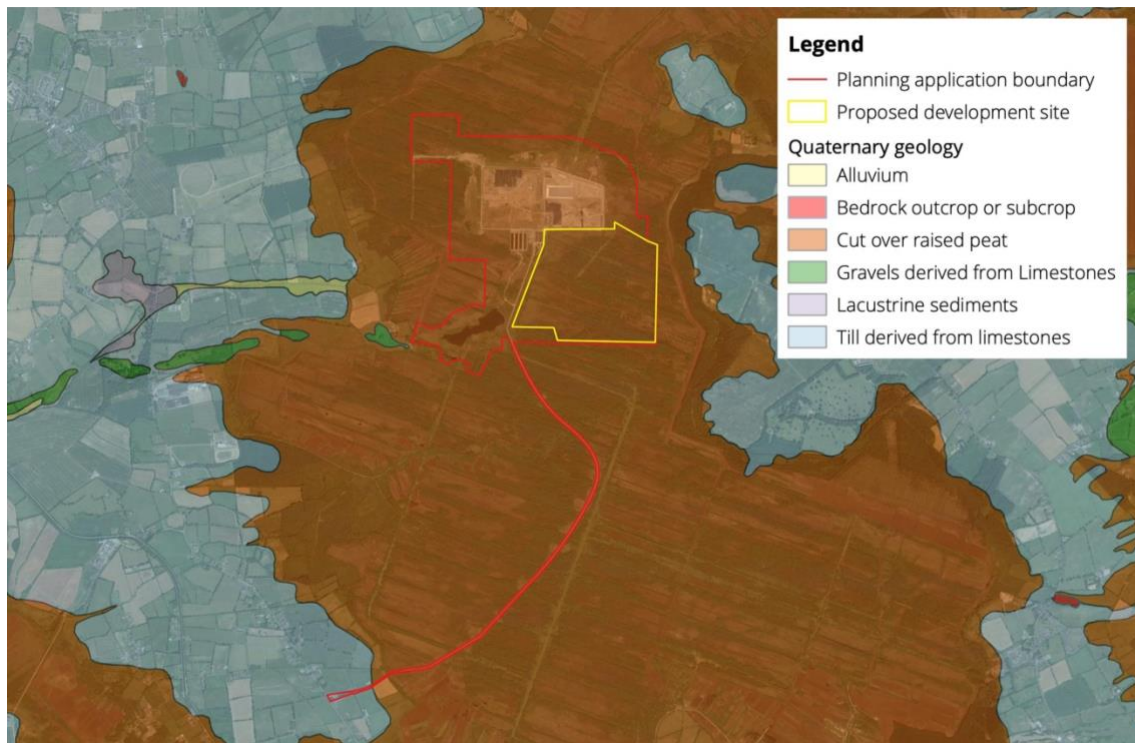 Legend
Planning application boundary
Proposed development site
Quaternary geology
Alluvium
Bedrock outcrop or subcrop
Cut over raised peat
Gravels derived from Limestones
Lacustrine sediments
Till derived from limestones